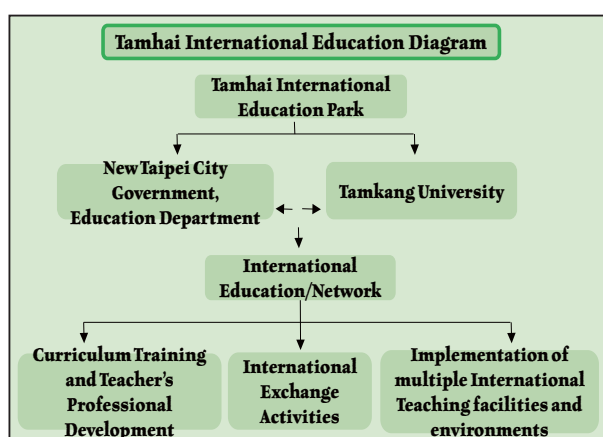 Tamhai International Education Diagram
Tamhai International
Education Park
New Taipei City
Government,
Education Department
Tamkang University
International
Education/Network
Curriculum Training
and Teacher's
Professional
Development
International
Exchange
Activities
Implementation of
multiple International
Teaching facilities and
environments